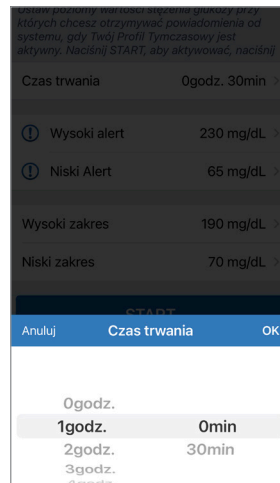 Ustaw poziomy wartości stężenia glukozy przy
których chcesz otrzymywać powiadomienia od
systemu, gdy Twój Profil Tymczasowy jest
aktywny. Naciśnij START, aby aktywować, naciśnij
Czas trwania 0godz. 30min >
Wysoki alert 230 mg/dL >
Niski Alert 65 mg/dL >
Wysoki zakres 190 mg/dL >
Niski zakres 70 mg/dL >
START
Anuluj Czas trwania OK
0godz.
1godz. 0min
2godz. 30min
3godz.